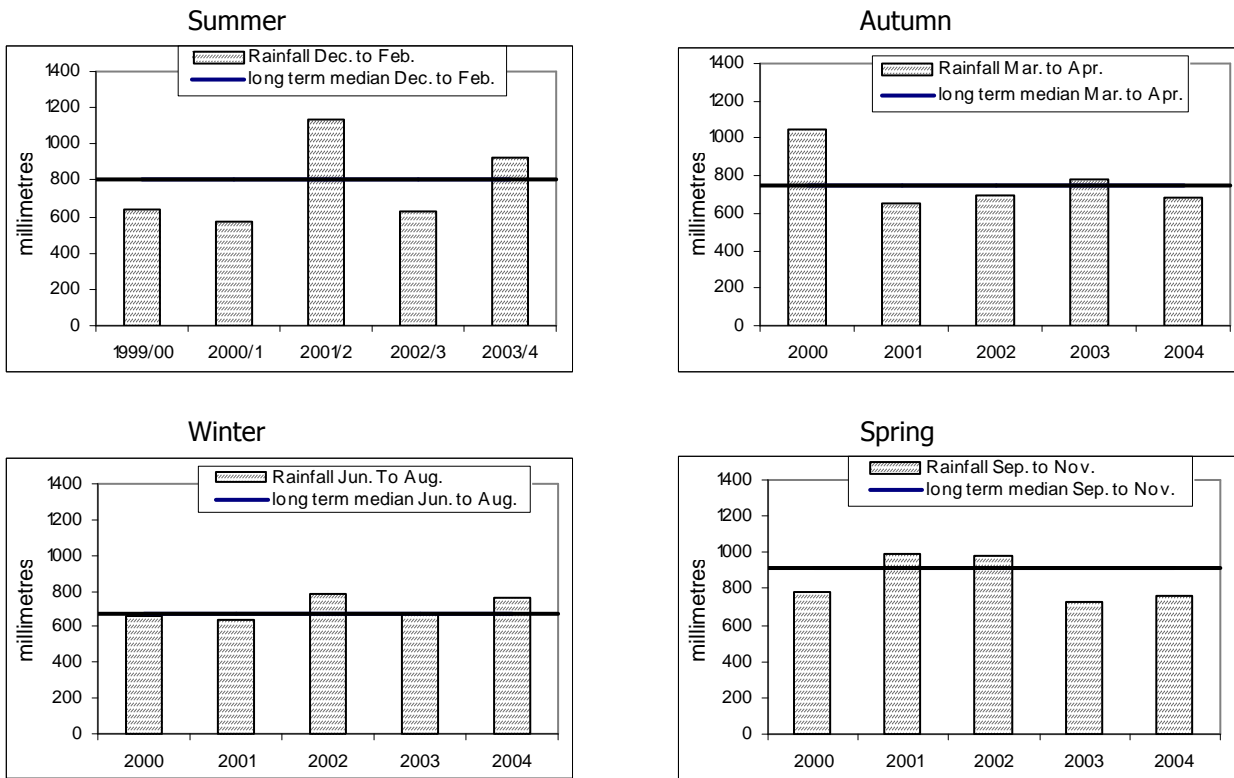 Summer
Rainfall Dec. to Feb.
long term median Dec. to Feb.
millimetres
1400
1200
1000
800
600
400
200
0
1999/00 2000/1 2001/2 2002/3 2003/4
Autumn
Rainfall Mar. to Apr.
long term median Mar. to Apr.
millimetres
1400
1200
1000
800
600
400
200
0
2000 2001 2002 2003 2004
Winter
Rainfall Jun. To Aug.
long term median Jun. to Aug.
millimetres
1400
1200
1000
800
600
400
200
0
2000 2001 2002 2003 2004
Spring
Rainfall Sep. to Nov.
long term median Sep. to Nov.
millimetres
1400
1200
1000
800
600
400
200
0
2000 2001 2002 2003 2004